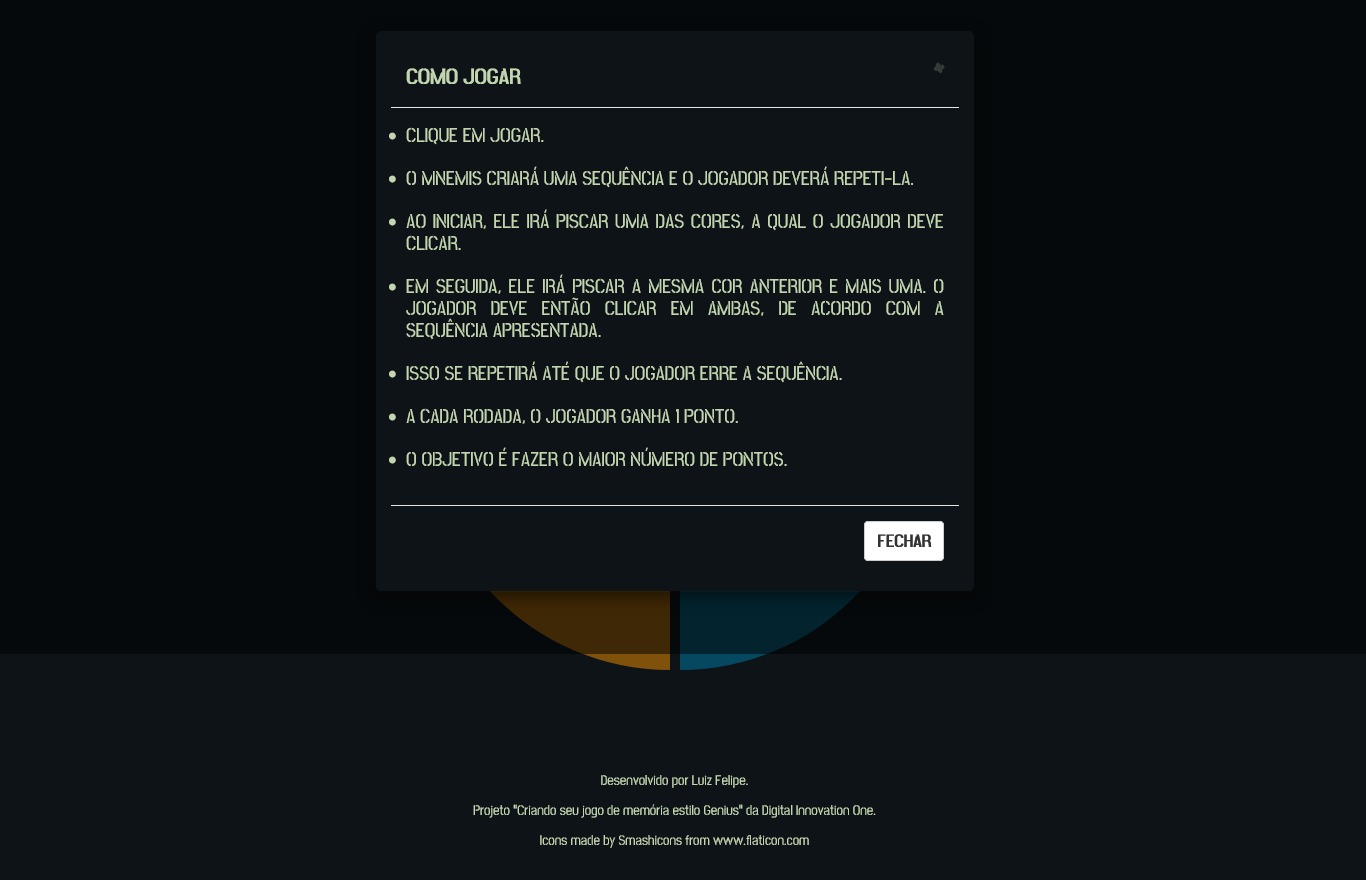 COMO JOGAR
CLIQUE EM JOGAR.
O MNEMIS CRIARÁ UMA SEQUÊNCIA E O JOGADOR DEVERÁ REPETI-LA.
AO INICIAR, ELE IRÁ PISCAR UMA DAS CORES, A QUAL O JOGADOR DEVE
CLICAR.
EM SEGUIDA, ELE IRÁ PISCAR A MESMA COR ANTERIOR E MAIS UMA. O
JOGADOR DEVE ENTÃO CLICAR EM AMBAS, DE ACORDO COM A
SEQUÊNCIA APRESENTADA.
ISSO SE REPETIRÁ ATÉ QUE O JOGADOR ERRE A SEQUÊNCIA.
A CADA RODADA, O JOGADOR GANHA 1 PONTO.
O OBJETIVO É FAZER O MAIOR NÚMERO DE PONTOS.
FECHAR
Desenvolvido por Luiz Felipe.
Projeto "Criando seu jogo de memória estilo Genius" da Digital Innovation One.
Icons made by Smashicons from www.flaticon.com